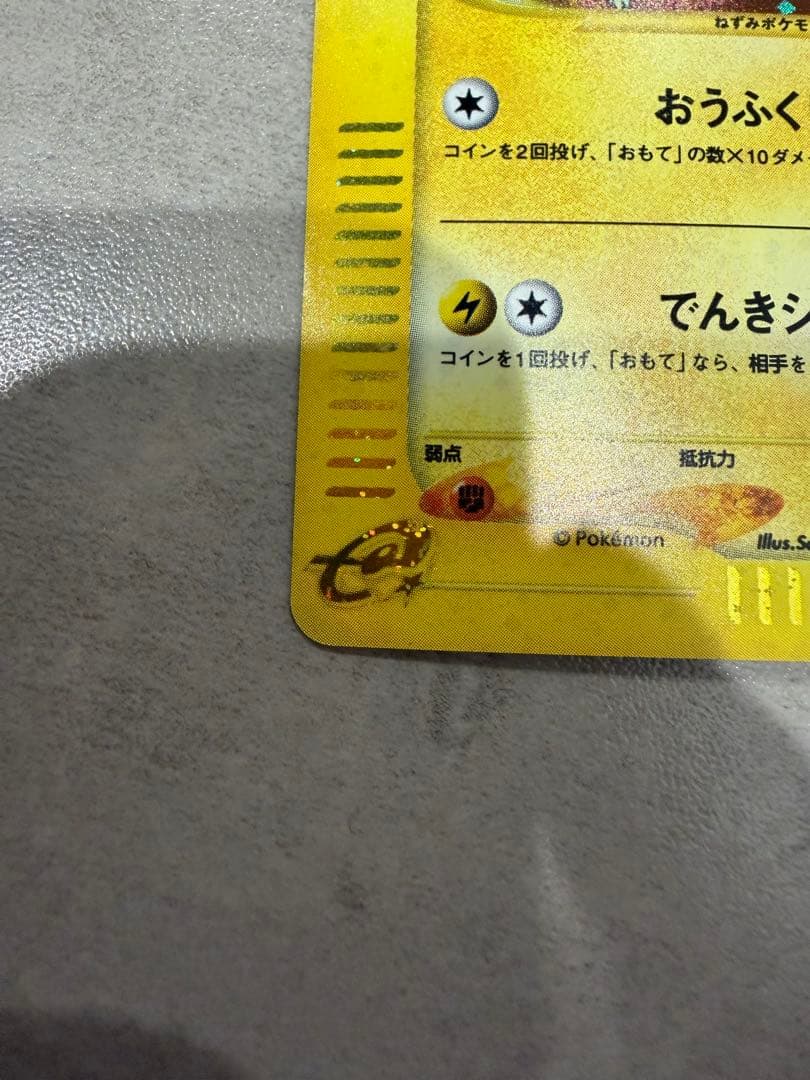 ねずみポケモ
おうふく
コインを2回投げ、「おもて」の数×10ダメ
でんきシ
コインを1回投げ、「おもて」なら、相手を
弱点 抵抗力
© Pokémon Illus.S